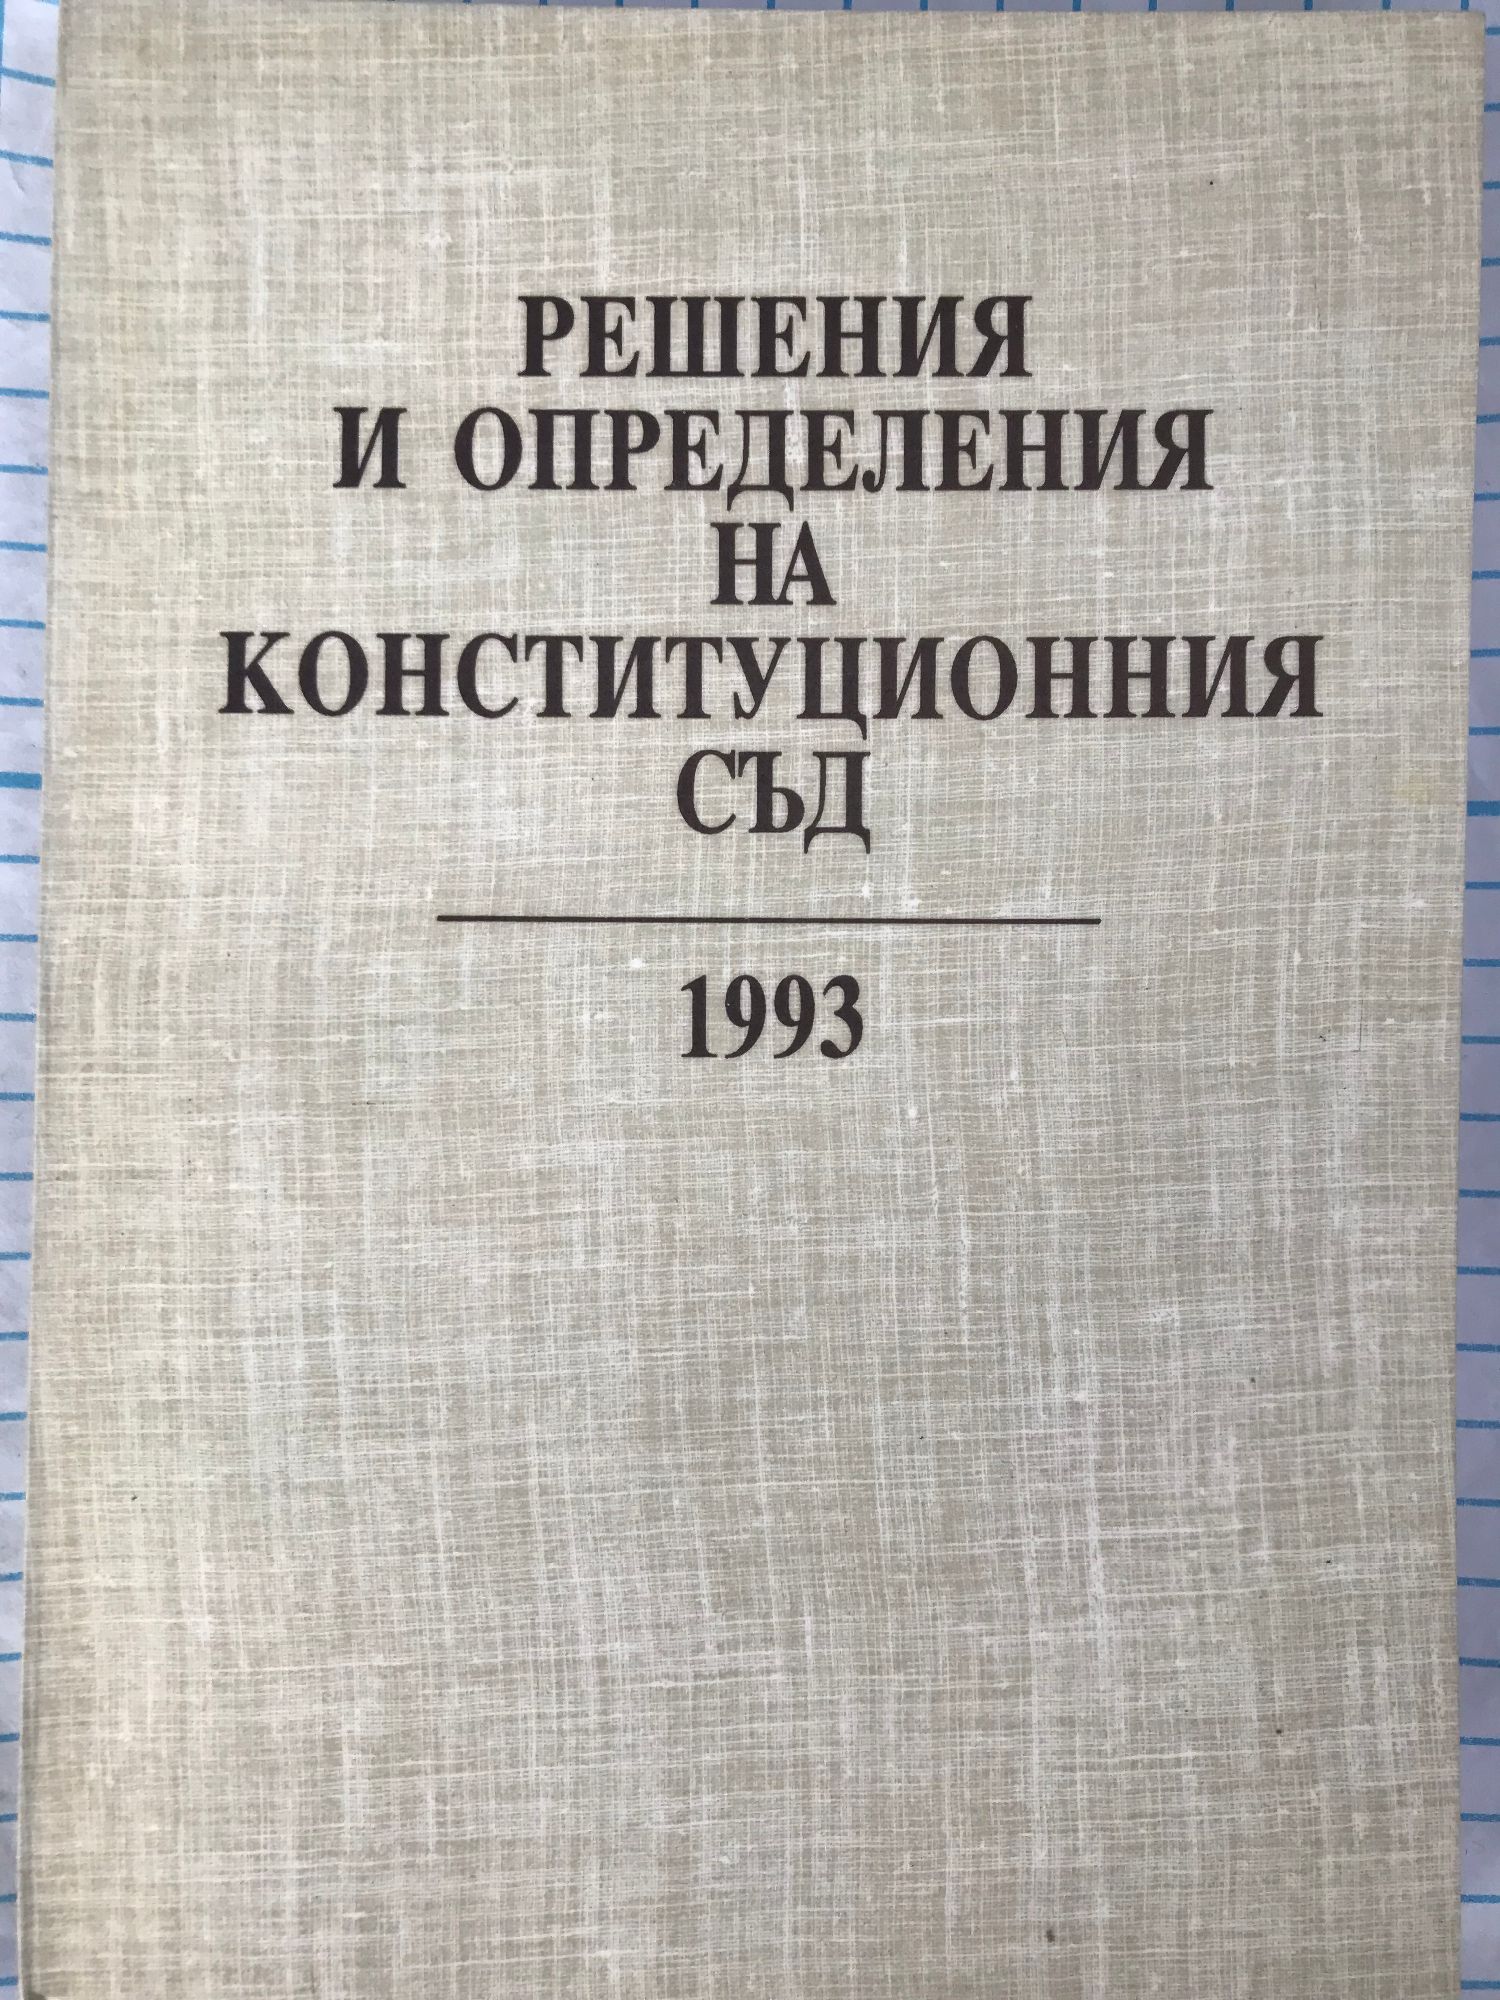 РЕШЕНИЯ
И ОПРЕДЕЛЕНИЯ
НА
КОНСТИТУЦИОННИЯ
СЪД
1993